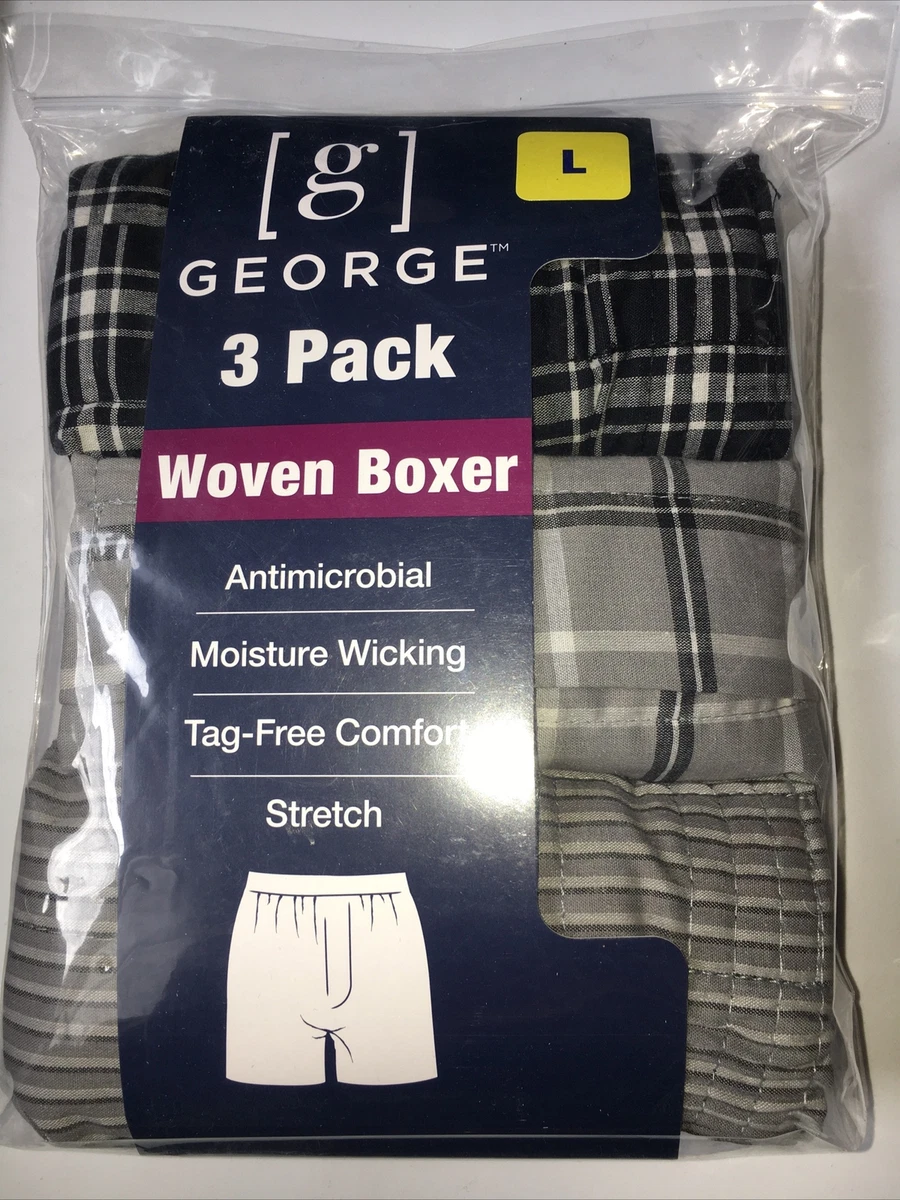 [g]
L
GEORGE™
3 Pack
Woven Boxer
Antimicrobial
Moisture Wicking
Tag-Free Comfort
Stretch